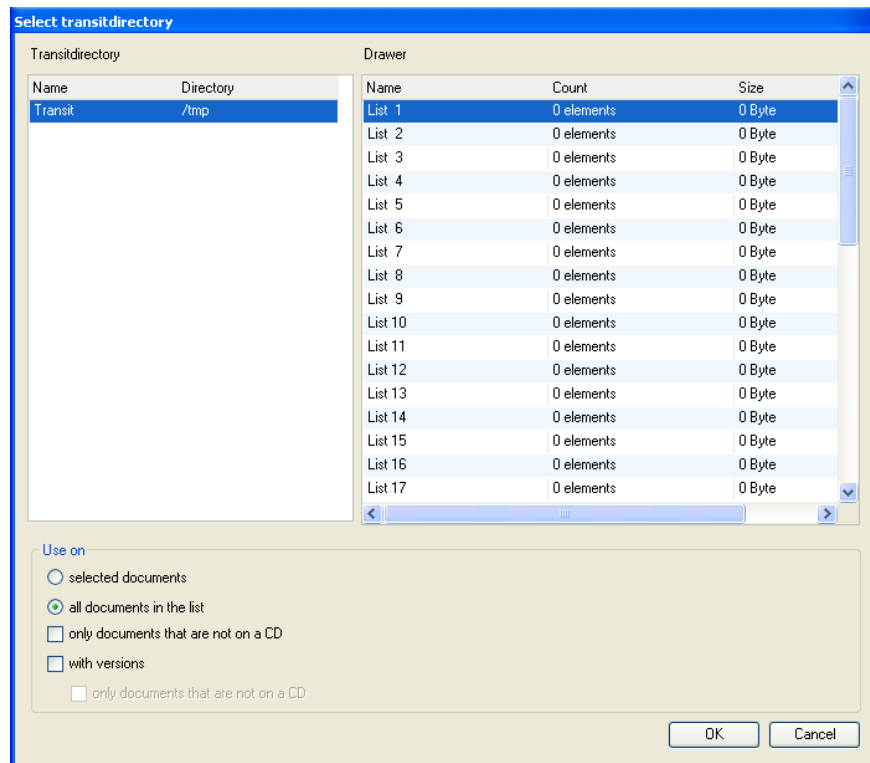 Select transitdirectory
Transitdirectory
Name Directory
Transit /tmp
Drawer
Name Count Size
List 1 0 elements 0 Byte
List 2 0 elements 0 Byte
List 3 0 elements 0 Byte
List 4 0 elements 0 Byte
List 5 0 elements 0 Byte
List 6 0 elements 0 Byte
List 7 0 elements 0 Byte
List 8 0 elements 0 Byte
List 9 0 elements 0 Byte
List 10 0 elements 0 Byte
List 11 0 elements 0 Byte
List 12 0 elements 0 Byte
List 13 0 elements 0 Byte
List 14 0 elements 0 Byte
List 15 0 elements 0 Byte
List 16 0 elements 0 Byte
List 17 0 elements 0 Byte
Use on
selected documents
all documents in the list
only documents that are not on a CD
with versions
only documents that are not on a CD
OK Cancel